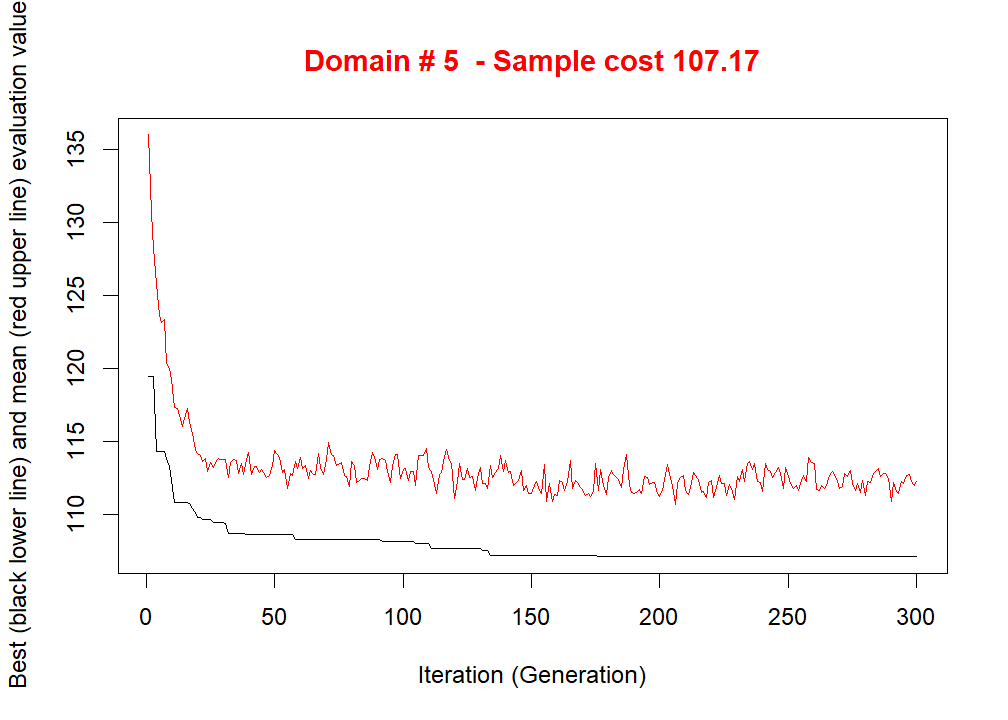 Domain # 5  - Sample cost 107.17
Best (black lower line) and mean (red upper line) evaluation value
135
130
125
120
115
110
0 50 100 150 200 250 300
Iteration (Generation)